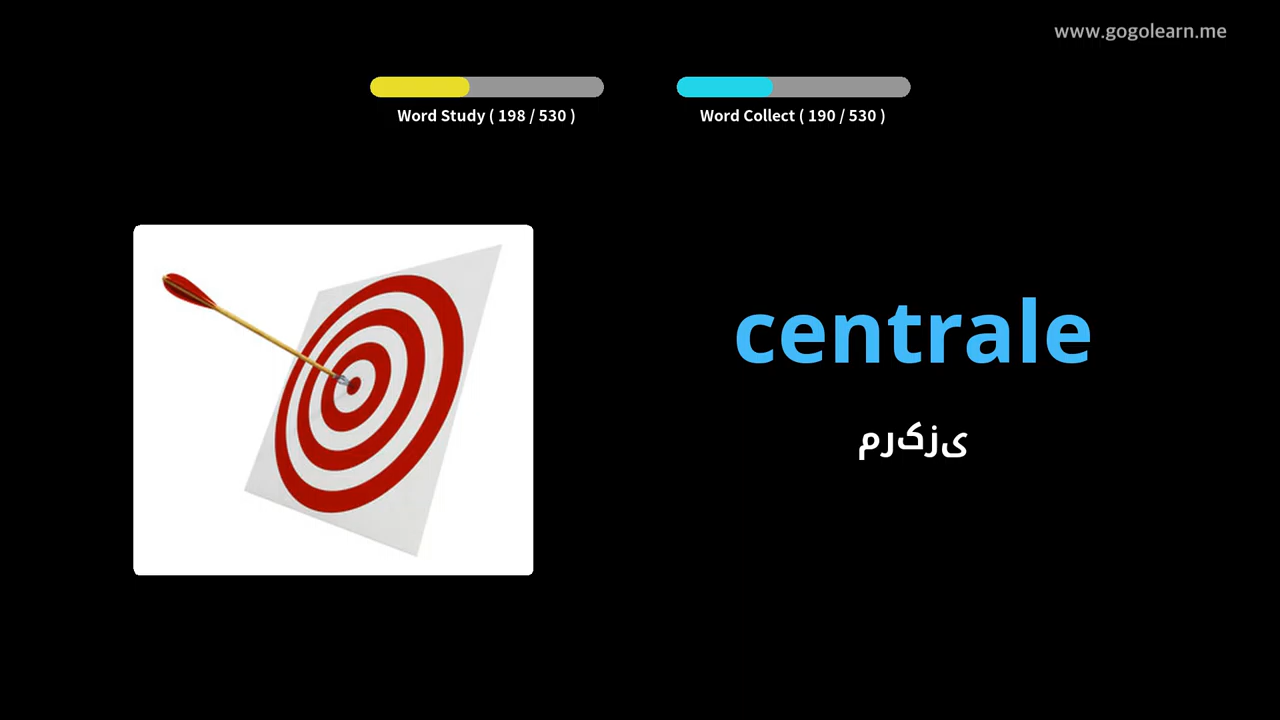 www.gogolearn.me
Word Study ( 198 / 530 )
Word Collect ( 190 / 530 )
centrale
مرکزی